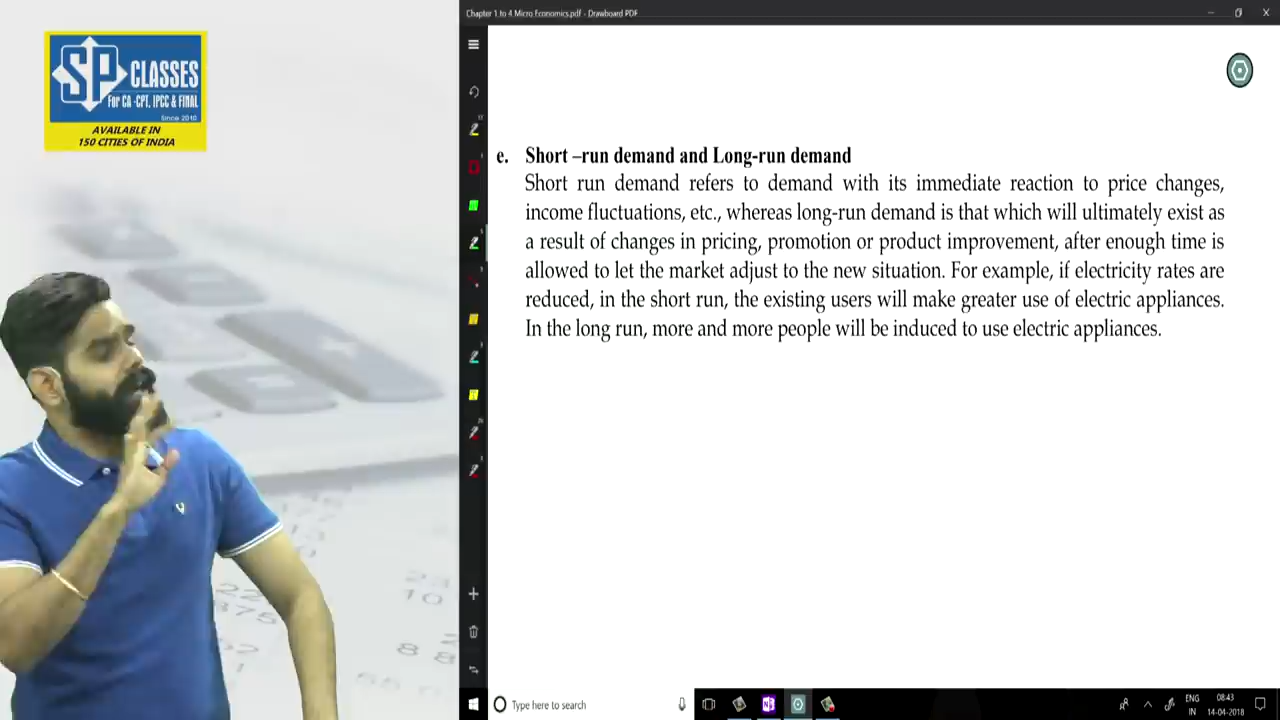 Chapter 1 to 4 Micro Economics.pdf - Drawboard PDF
SP CLASSES
For CA -CPT, IPCC & FINAL
Since 2010
AVAILABLE IN
150 CITIES OF INDIA
e. Short –run demand and Long-run demand
Short run demand refers to demand with its immediate reaction to price changes,
income fluctuations, etc., whereas long-run demand is that which will ultimately exist as
a result of changes in pricing, promotion or product improvement, after enough time is
allowed to let the market adjust to the new situation. For example, if electricity rates are
reduced, in the short run, the existing users will make greater use of electric appliances.
In the long run, more and more people will be induced to use electric appliances.
Type here to search
ENG
IN
08:43
14-04-2018